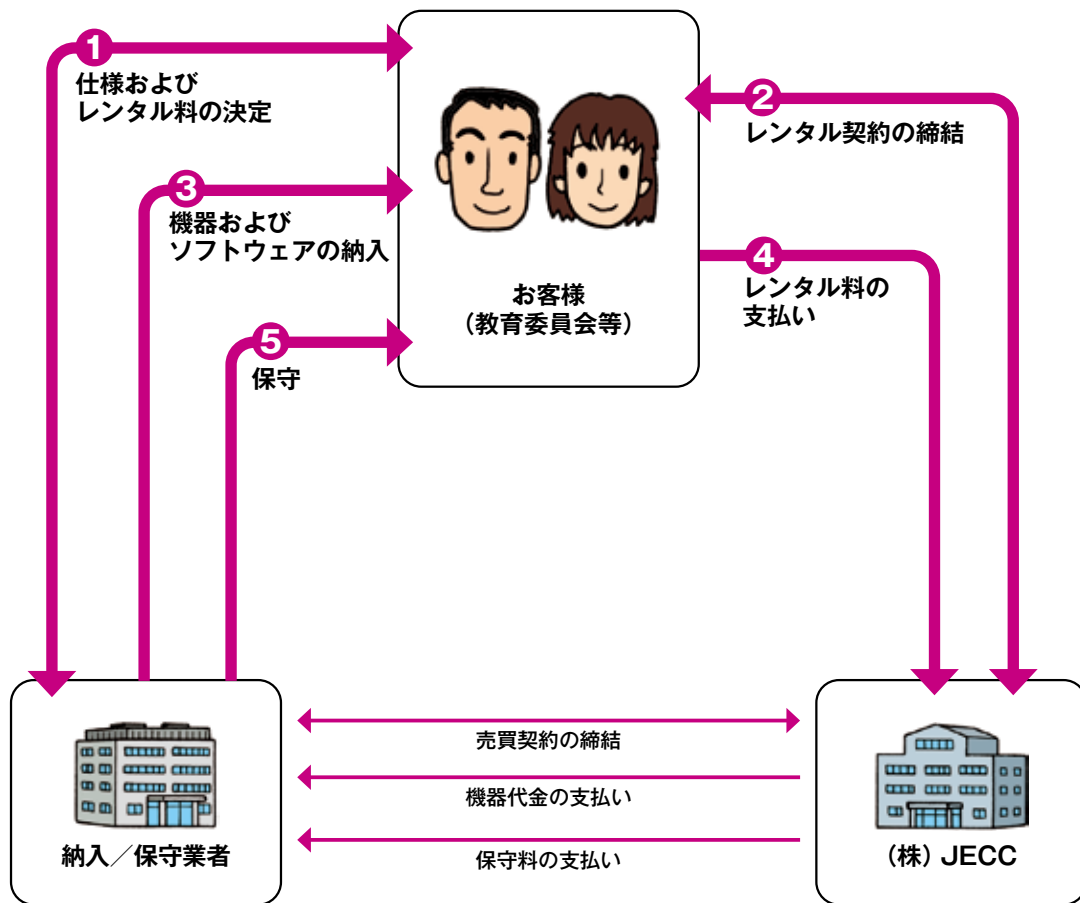 1
仕様および
レンタル料の決定
2
レンタル契約の締結
3
機器および
ソフトウェアの納入
4
レンタル料の
支払い
お客様
（教育委員会等）
5
保守
売買契約の締結
機器代金の支払い
保守料の支払い
納入／保守業者
（株）JECC